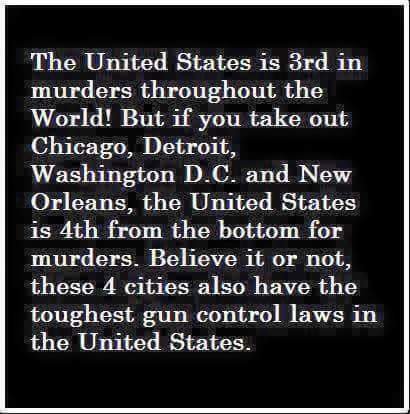 The United States is 3rd in
murders throughout the
World! But if you take out
Chicago, Detroit,
Washington D.C. and New
Orleans, the United States
is 4th from the bottom for
murders. Believe it or not,
these 4 cities also have the
toughest gun control laws in
the United States.